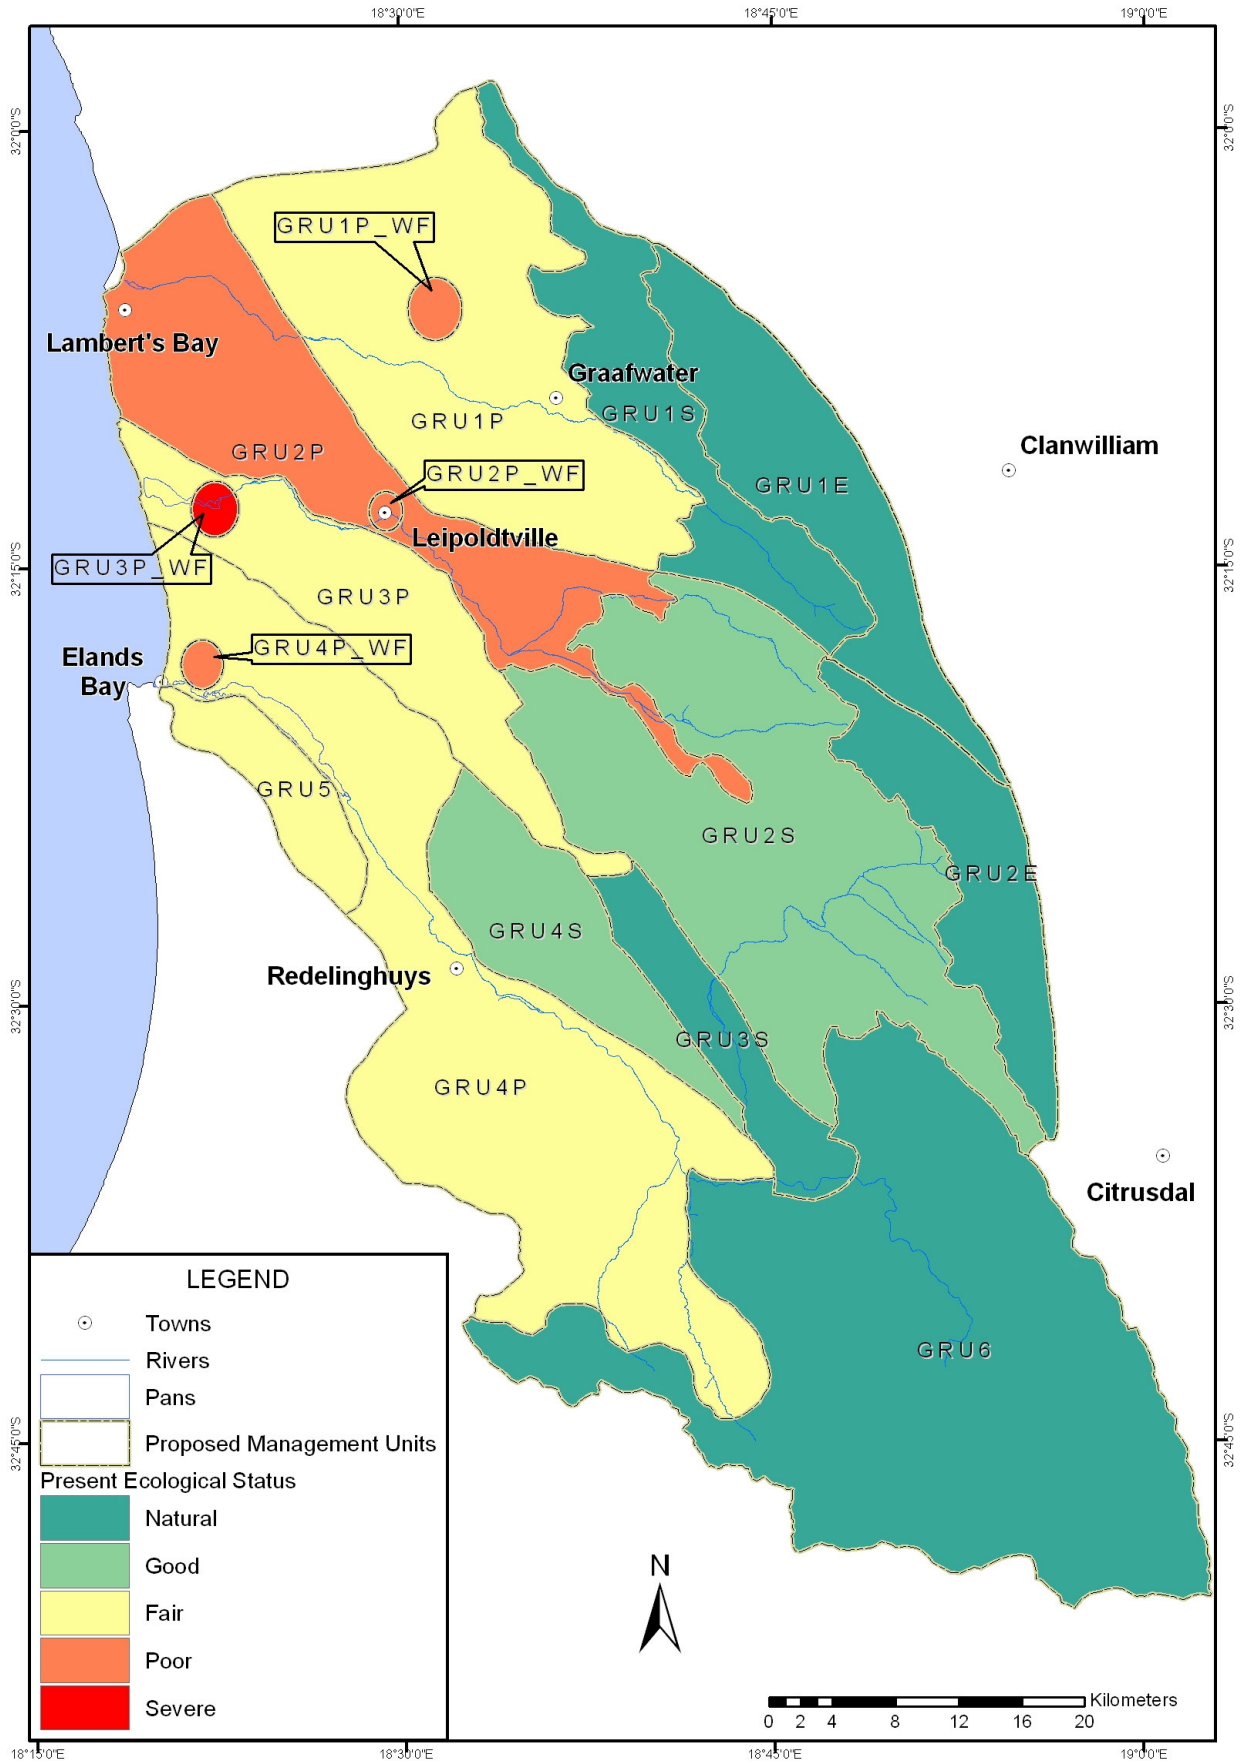 18°30'0"E
18°45'0"E
19°0'0"E
32°0'0"S
32°0'0"S
GRU1P_WF
Lambert's Bay
Graafwater
GRU1S
GRU1P
Clanwilliam
GRU2P
GRU2P_WF
GRU1E
Leipoldtville
GRU3P_WF
32°15'0"S
32°15'0"S
GRU3P
GRU4P_WF
Elands
Bay
GRU5
GRU2S
GRU2E
GRU4S
Redelinghuys
32°30'0"S
32°30'0"S
GRU3S
GRU4P
Citrusdal
GRU6
LEGEND
Towns
Rivers
Pans
Proposed Management Units
32°45'0"S
32°45'0"S
Present Ecological Status
Natural
Good
Fair
Poor
Severe
N
Kilometers
0 2 4 8 12 16 20
18°15'0"E
18°30'0"E
18°45'0"E
19°0'0"E